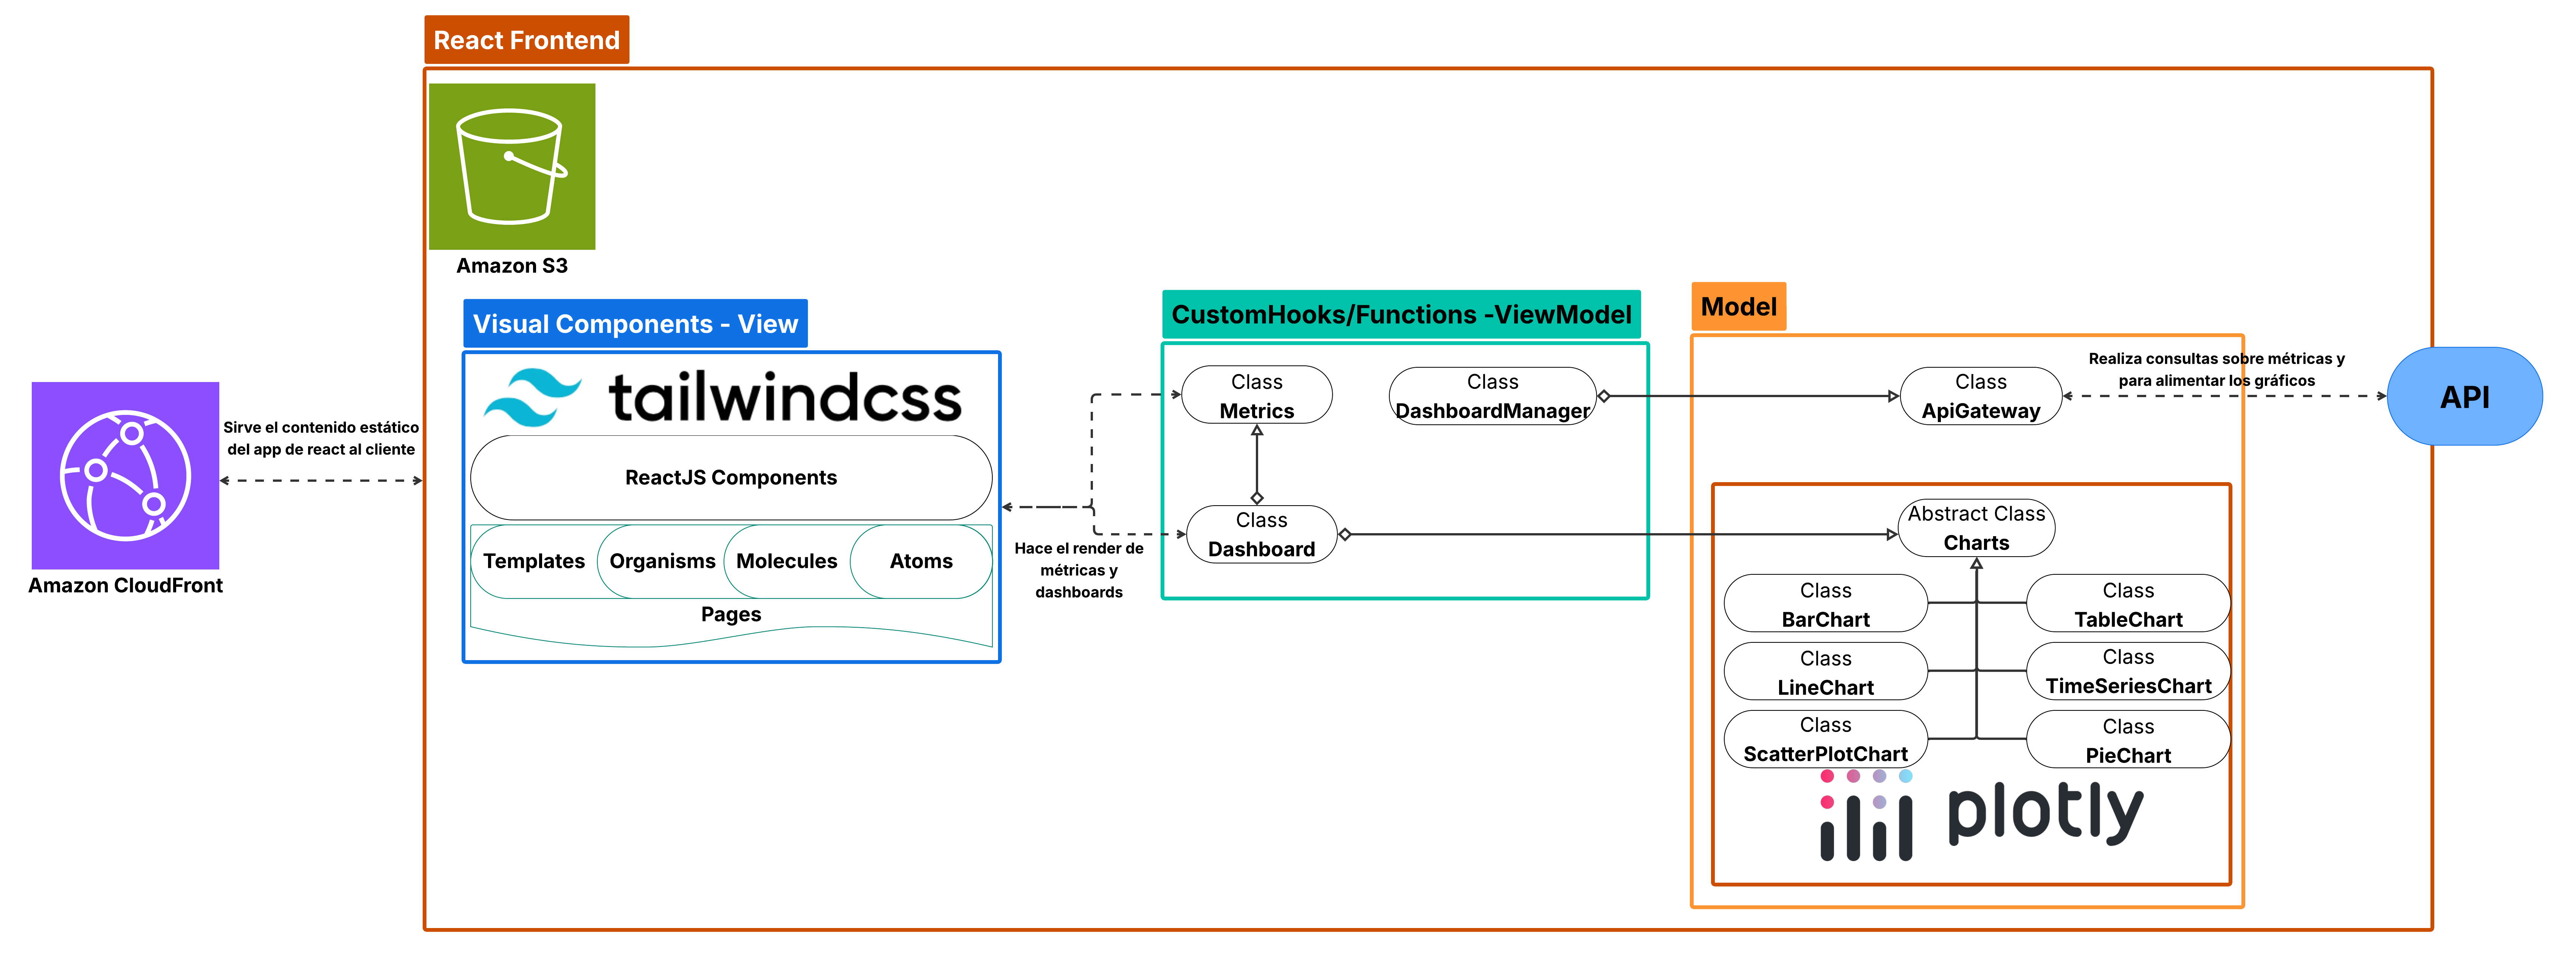 React Frontend
Amazon S3
Amazon CloudFront
Sirve el contenido estático
del app de react al cliente
Visual Components - View
tailwindcss
ReactJS Components
Templates
Organisms
Molecules
Atoms
Pages
Hace el render de
métricas y
dashboards
CustomHooks/Functions -ViewModel
Class
Metrics
Class
DashboardManager
Class
Dashboard
Model
Class
ApiGateway
Realiza consultas sobre métricas y
para alimentar los gráficos
API
Abstract Class
Charts
Class
BarChart
Class
TableChart
Class
LineChart
Class
TimeSeriesChart
Class
ScatterPlotChart
Class
PieChart
plotly